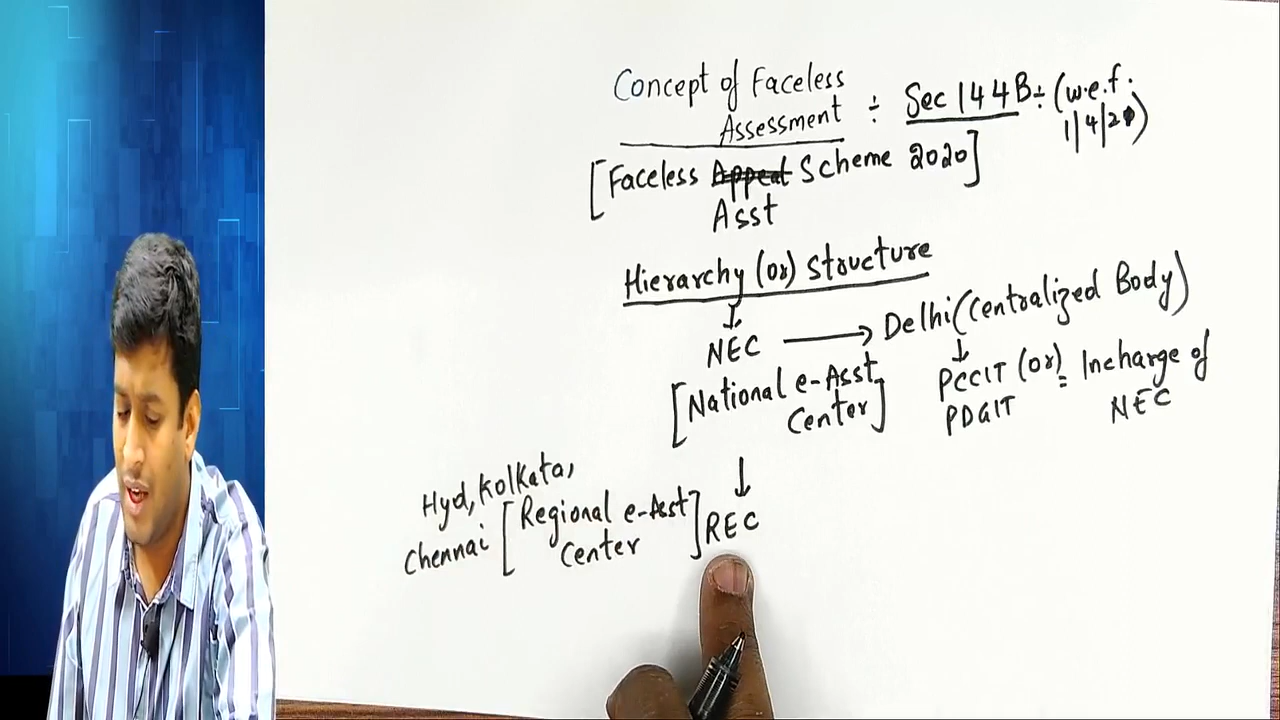 Concept of Faceless
Assessment ÷ Sec 144B ÷ (w.e.f.
1/4/21)
[Faceless Appeal Scheme 2020]
Asst
Hierarchy (or) Structure
↓
NEC → Delhi (Centralized Body)
[National e-Asst
Center]
↓
PCCIT (or) = Incharge of
PDGIT NEC
↓
Hyd, Kolkata,
Chennai [Regional e-Asst
Center] REC